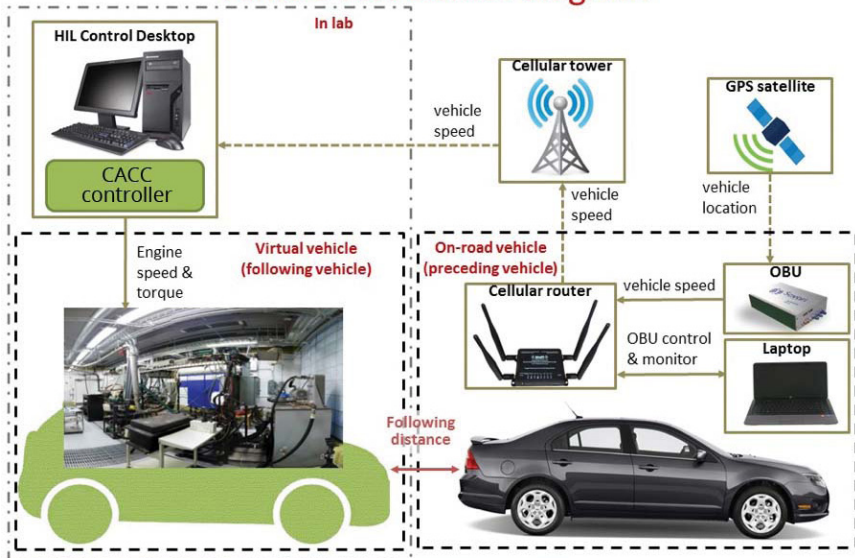 In lab
HIL Control Desktop
CACC
controller
Cellular tower
GPS satellite
vehicle
speed
vehicle
speed
vehicle
location
Engine
speed &
torque
Virtual vehicle
(following vehicle)
On-road vehicle
(preceding vehicle)
Cellular router
vehicle speed
OBU
OBU control
& monitor
Laptop
Following
distance